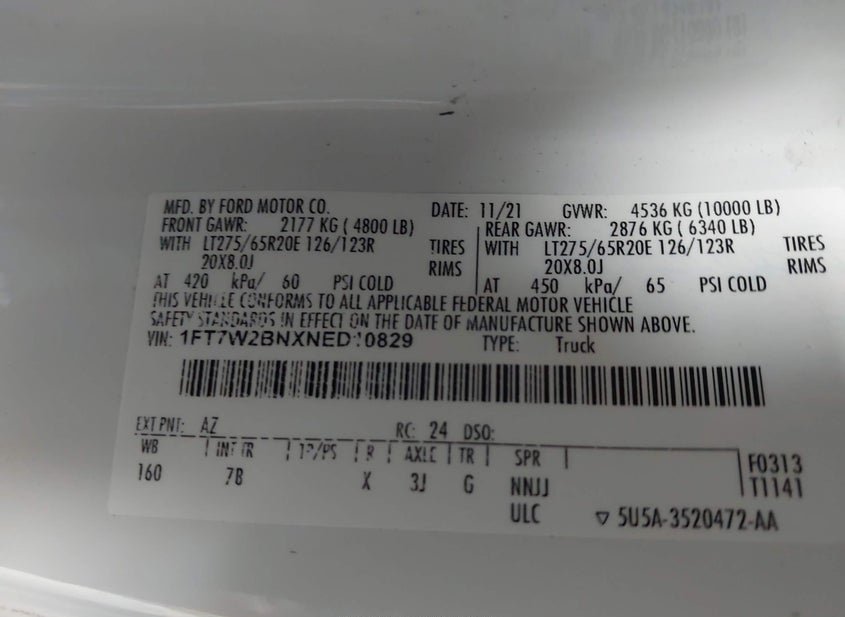 MFD. BY FORD MOTOR CO. DATE: 11/21 GVWR: 4536 KG (10000 LB)
FRONT GAWR: 2177 KG ( 4800 LB) REAR GAWR: 2876 KG ( 6340 LB)
WITH LT275/65R20E 126/123R TIRES WITH LT275/65R20E 126/123R TIRES
20X8.0J RIMS 20X8.0J RIMS
AT 420 kPa/ 60 PSI COLD AT 450 kPa/ 65 PSI COLD
THIS VEHICLE CONFORMS TO ALL APPLICABLE FEDERAL MOTOR VEHICLE
SAFETY STANDARDS IN EFFECT ON THE DATE OF MANUFACTURE SHOWN ABOVE.
VIN: 1FT7W2BNXNED10829 TYPE: Truck
EXT PNT: AZ RC: 24 DSO:
WB INT TR TP/PS R AXLE TR SPR F0313
160 7B X 3J G NNJJ T1141
ULC ▽ 5U5A-3520472-AA